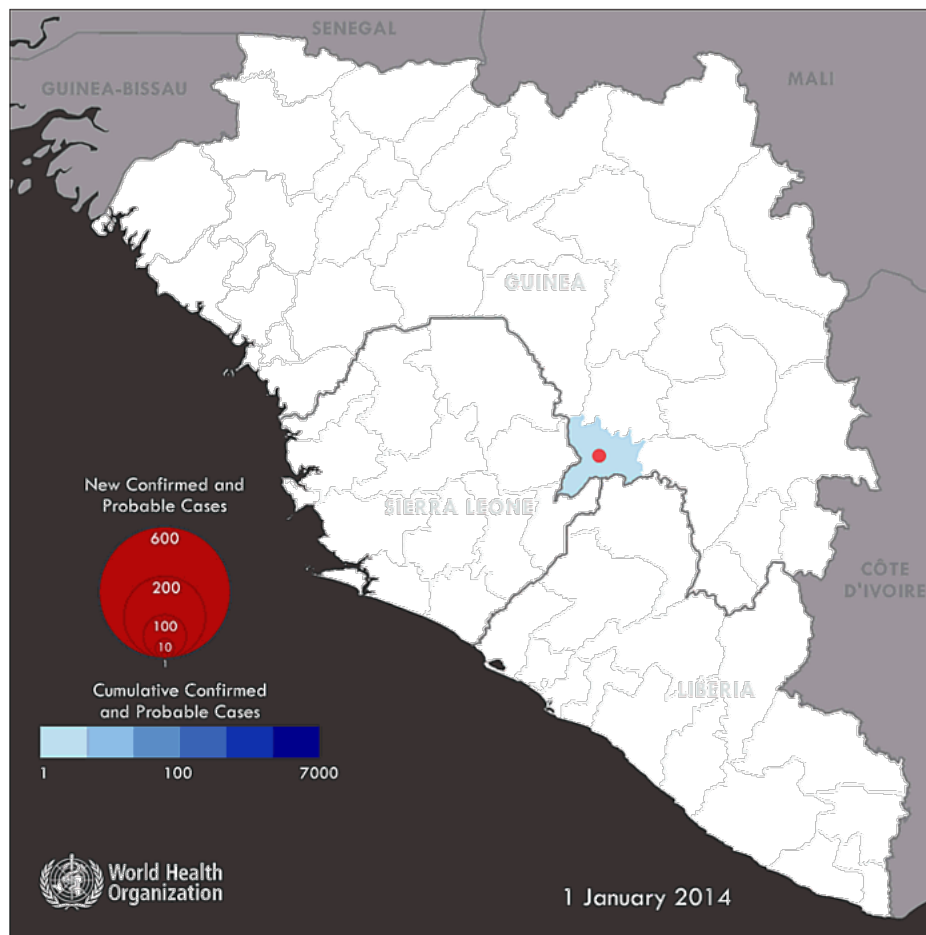 SENEGAL
MALI
GUINEA-BISSAU
GUINEA
New Confirmed and
Probable Cases
600
200
100
10
1
SIERRA LEONE
CÔTE
D'IVOIRE
Cumulative Confirmed
and Probable Cases
1 100 7000
LIBERIA
World Health
Organization
1 January 2014